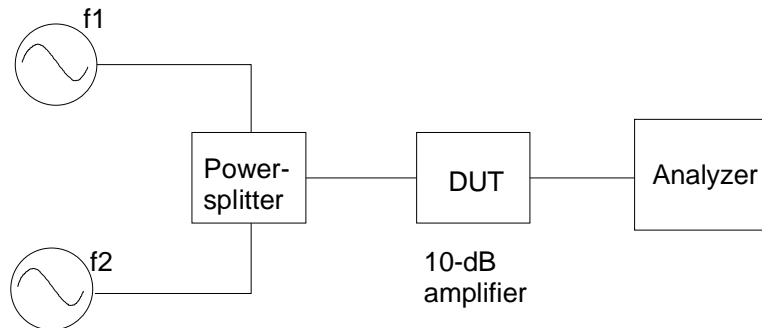 f1
Power-
splitter
DUT
Analyzer
f2
10-dB
amplifier